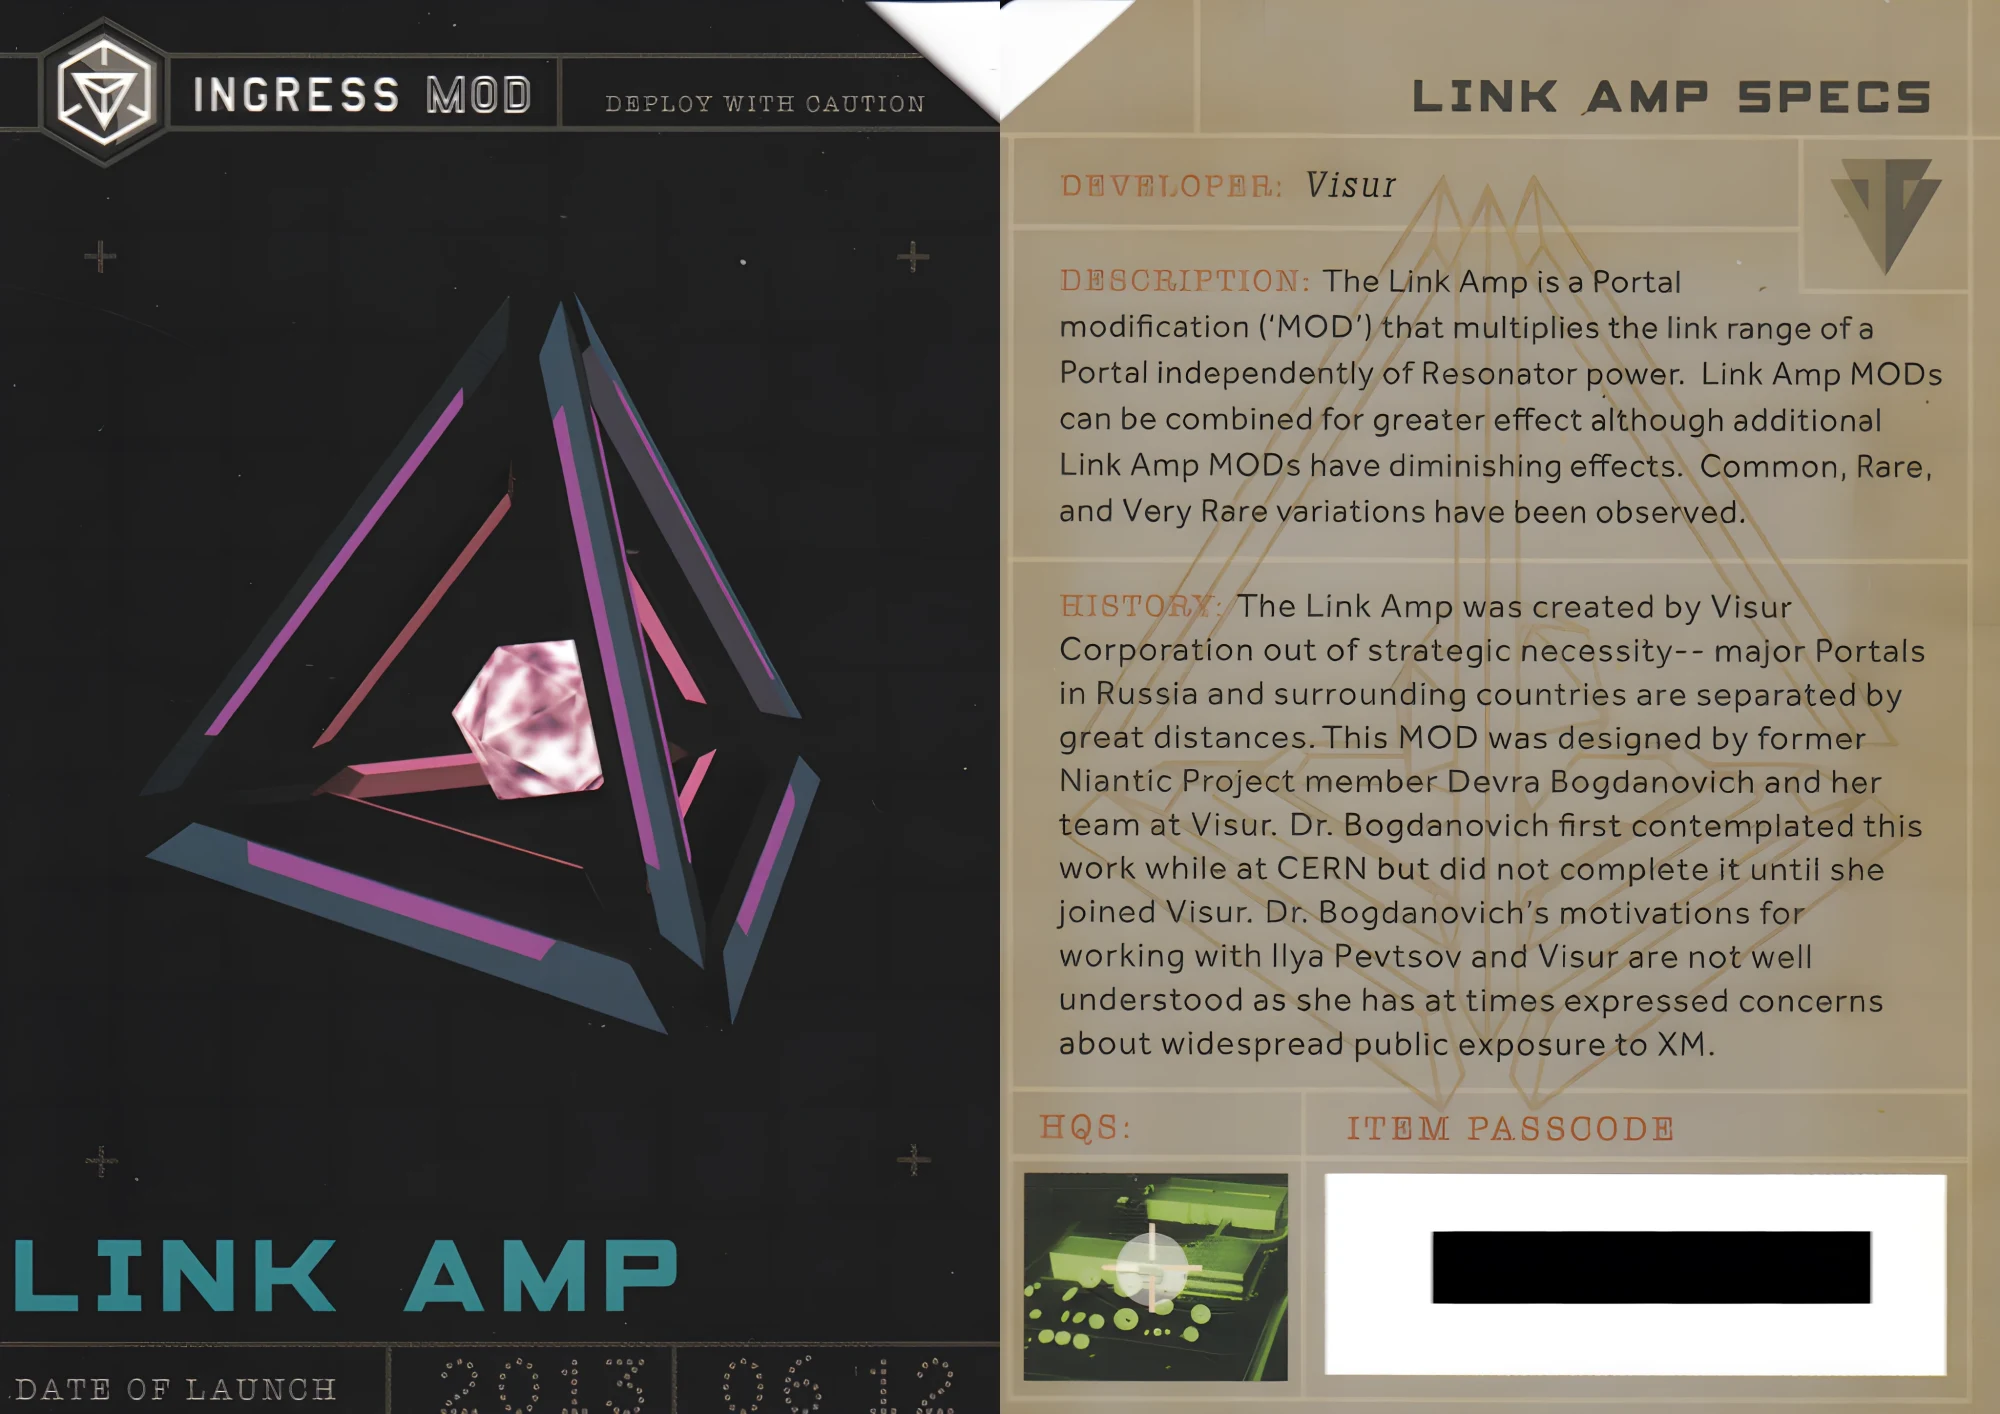 INGRESS MOD
DEPLOY WITH CAUTION
LINK AMP
DATE OF LAUNCH
2013 06 12
LINK AMP SPECS
DEVELOPER: Visur
DESCRIPTION: The Link Amp is a Portal
modification (‘MOD’) that multiplies the link range of a
Portal independently of Resonator power. Link Amp MODs
can be combined for greater effect although additional
Link Amp MODs have diminishing effects. Common, Rare,
and Very Rare variations have been observed.
HISTORY: The Link Amp was created by Visur
Corporation out of strategic necessity-- major Portals
in Russia and surrounding countries are separated by
great distances. This MOD was designed by former
Niantic Project member Devra Bogdanovich and her
team at Visur. Dr. Bogdanovich first contemplated this
work while at CERN but did not complete it until she
joined Visur. Dr. Bogdanovich’s motivations for
working with Ilya Pevtsov and Visur are not well
understood as she has at times expressed concerns
about widespread public exposure to XM.
HQS:
ITEM PASSCODE